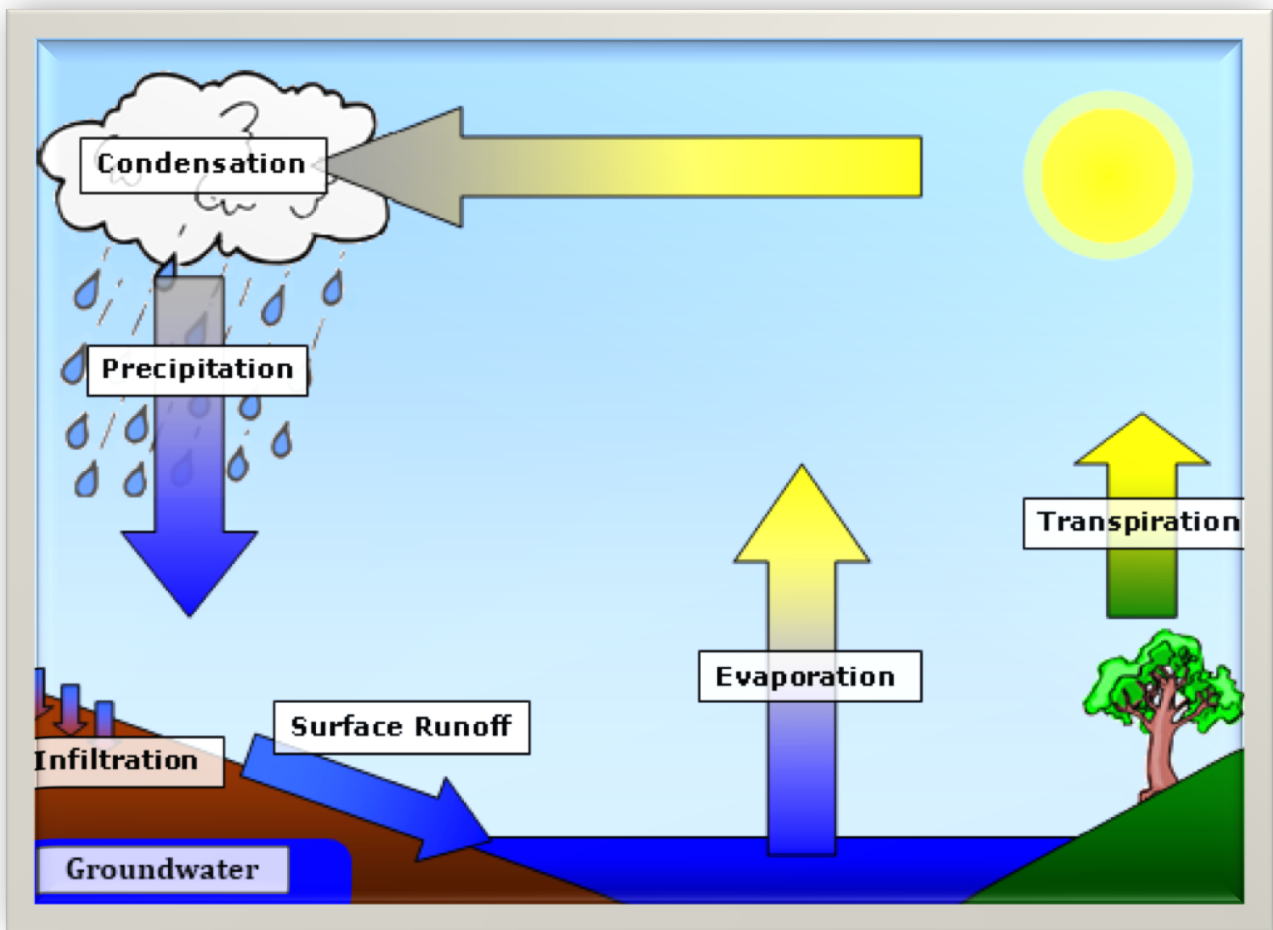 Condensation
Precipitation
Transpiration
Evaporation
Surface Runoff
Infiltration
Groundwater